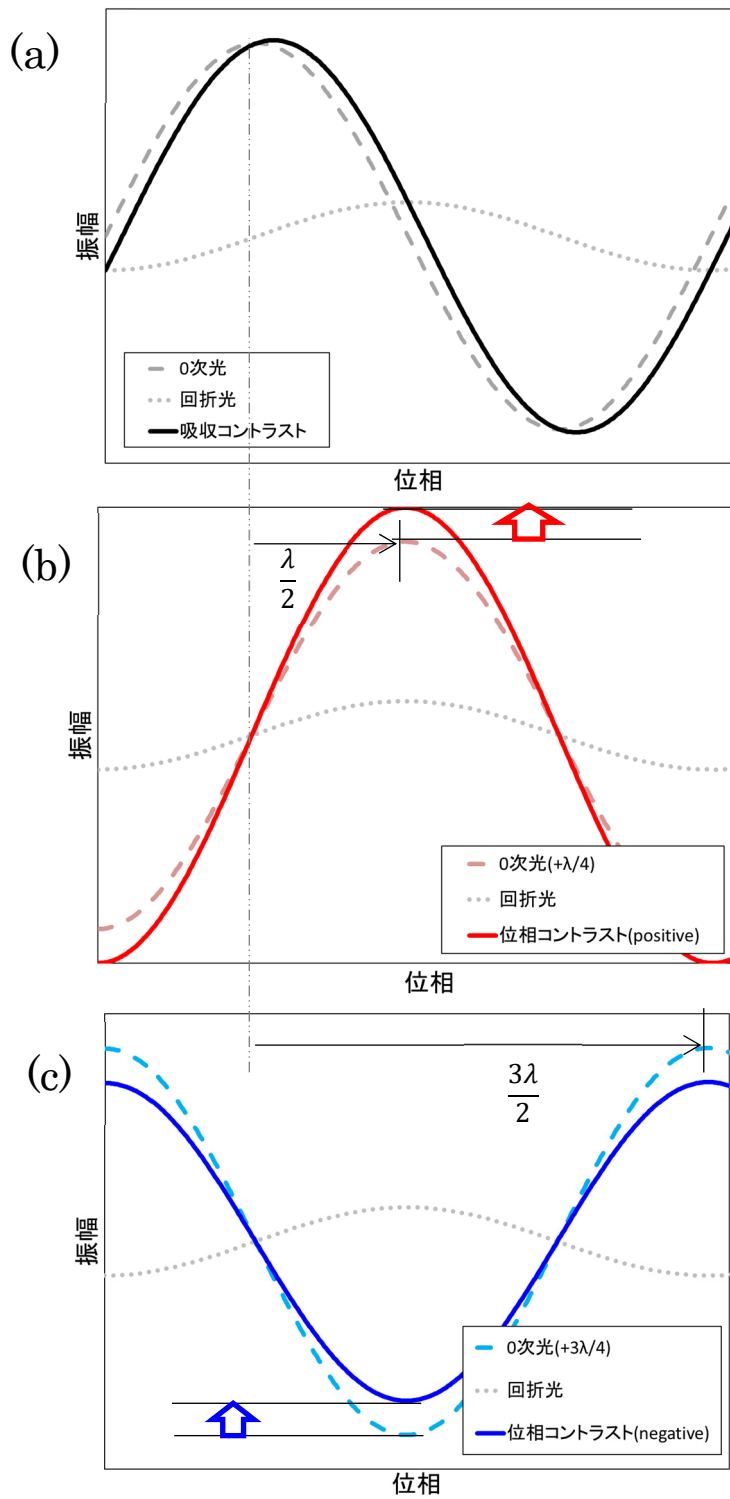 (a)
振幅
0次光
回折光
吸収コントラスト
位相
(b)
λ
2
振幅
0次光(+λ/4)
回折光
位相コントラスト(positive)
位相
(c)
3λ
2
振幅
0次光(+3λ/4)
回折光
位相コントラスト(negative)
位相